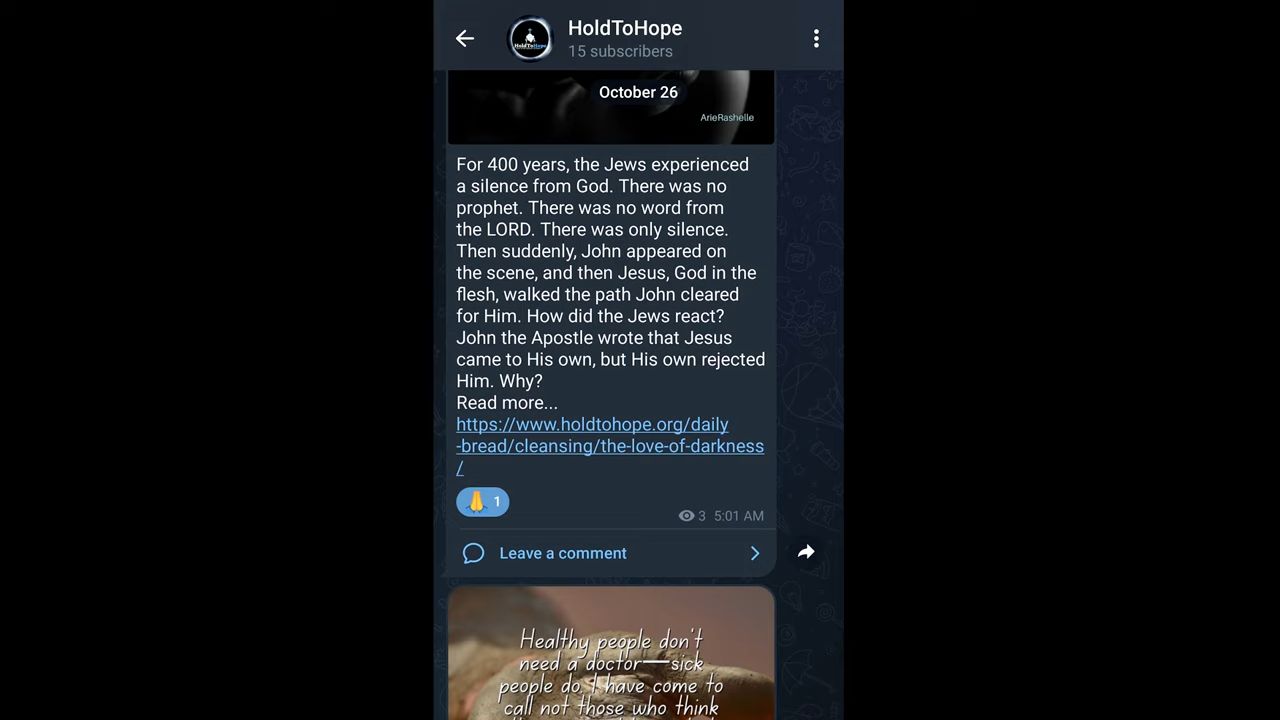 HoldToHope
HoldToHope
15 subscribers
October 26
ArieRashelle
For 400 years, the Jews experienced
a silence from God. There was no
prophet. There was no word from
the LORD. There was only silence.
Then suddenly, John appeared on
the scene, and then Jesus, God in the
flesh, walked the path John cleared
for Him. How did the Jews react?
John the Apostle wrote that Jesus
came to His own, but His own rejected
Him. Why?
Read more...
https://www.holdtohope.org/daily
-bread/cleansing/the-love-of-darkness
/
1
3 5:01 AM
Leave a comment
Healthy people don't
need a doctor—sick
people do. I have come to
call not those who think